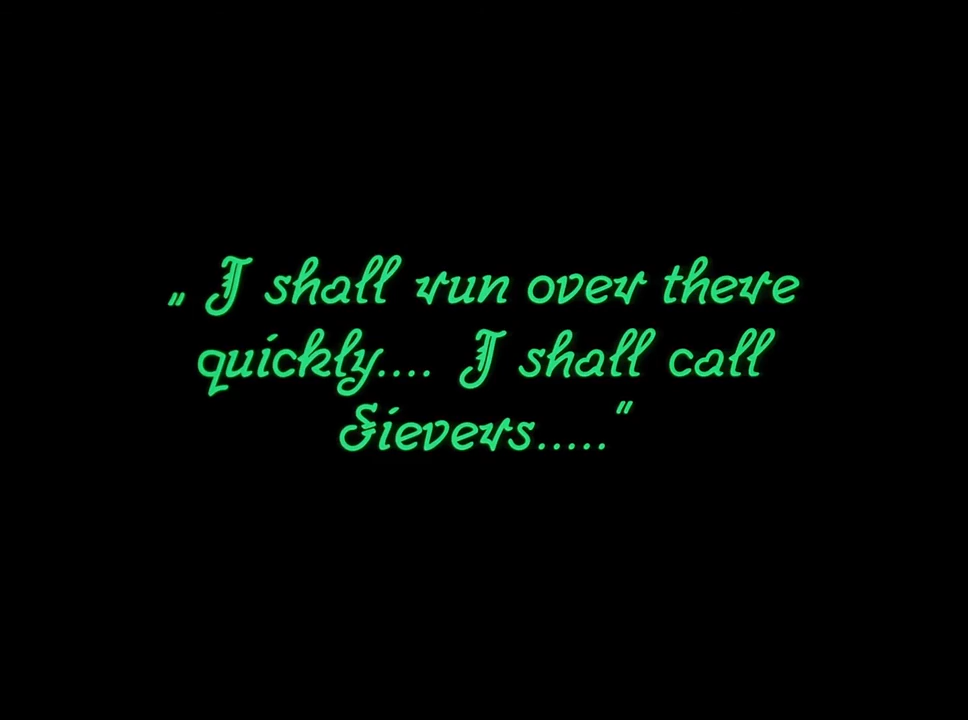 „ I shall run over there
quickly.... I shall call
Sievers.....“